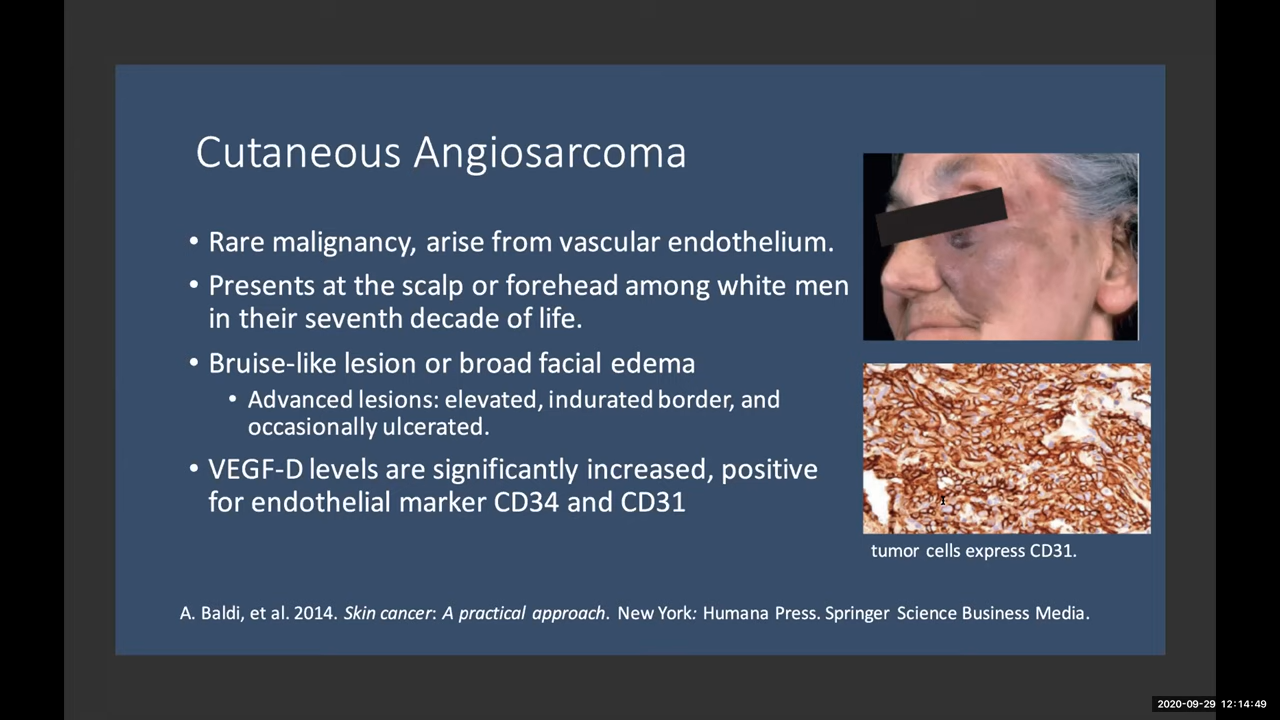 Cutaneous Angiosarcoma
• Rare malignancy, arise from vascular endothelium.
• Presents at the scalp or forehead among white men
in their seventh decade of life.
• Bruise-like lesion or broad facial edema
• Advanced lesions: elevated, indurated border, and
occasionally ulcerated.
• VEGF-D levels are significantly increased, positive
for endothelial marker CD34 and CD31
tumor cells express CD31.
A. Baldi, et al. 2014. Skin cancer: A practical approach. New York: Humana Press. Springer Science Business Media.
2020-09-29 12:14:49